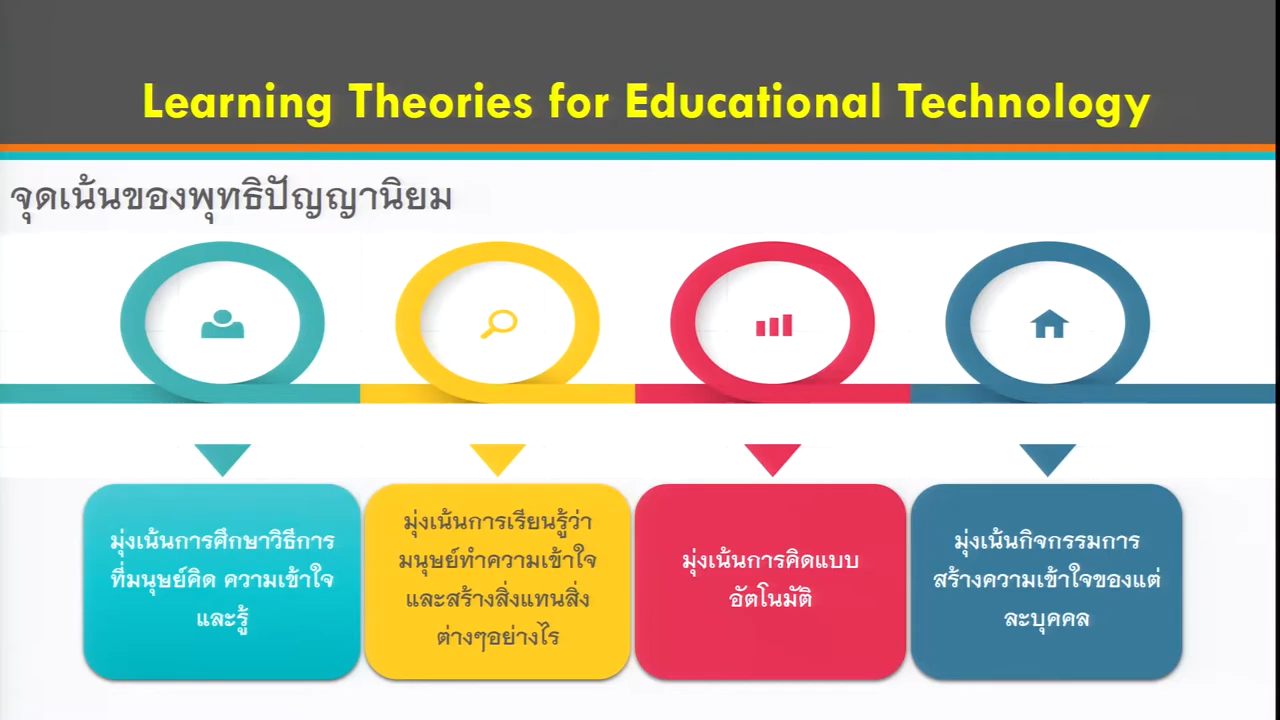 Learning Theories for Educational Technology
จุดเน้นของพุทธิปัญญานิยม
มุ่งเน้นการศึกษาวิธีการ
ที่มนุษย์คิด ความเข้าใจ
และรู้
มุ่งเน้นการเรียนรู้ว่า
มนุษย์ทำความเข้าใจ
และสร้างสิ่งแทนสิ่ง
ต่างๆอย่างไร
มุ่งเน้นการคิดแบบ
อัตโนมัติ
มุ่งเน้นกิจกรรมการ
สร้างความเข้าใจของแต่
ละบุคคล